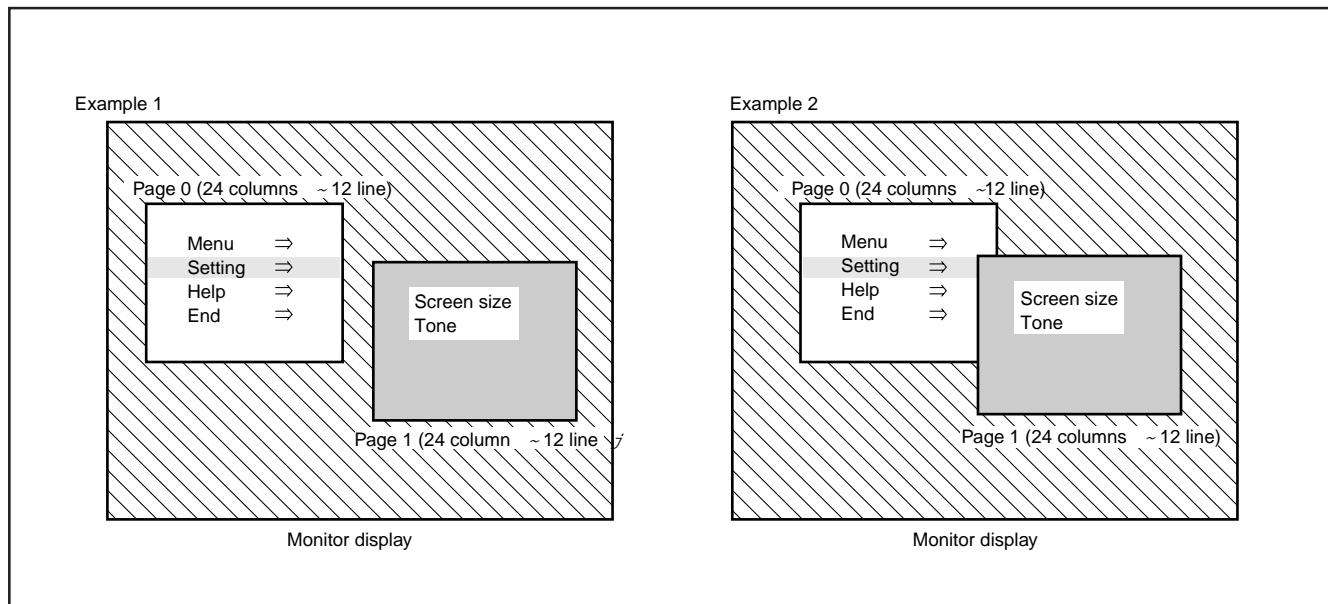 Example 1
Page 0 (24 columns ~ 12 line)
Menu ⇒
Setting ⇒
Help ⇒
End ⇒
Screen size
Tone
Page 1 (24 column ~ 12 line
Monitor display
Example 2
Page 0 (24 columns ~12 line)
Menu ⇒
Setting ⇒
Help ⇒
End ⇒
Screen size
Tone
Page 1 (24 columns ~ 12 line)
Monitor display